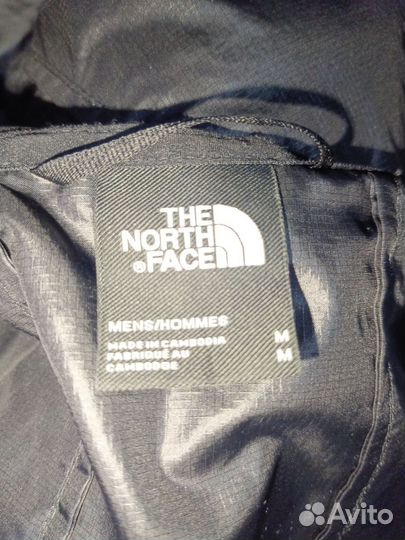 THE
NORTH
®FACE
MENS/HOMMES
MADE IN CAMBODIA
FABRIQUÉ AU
CAMBODGE
M
M
Avito